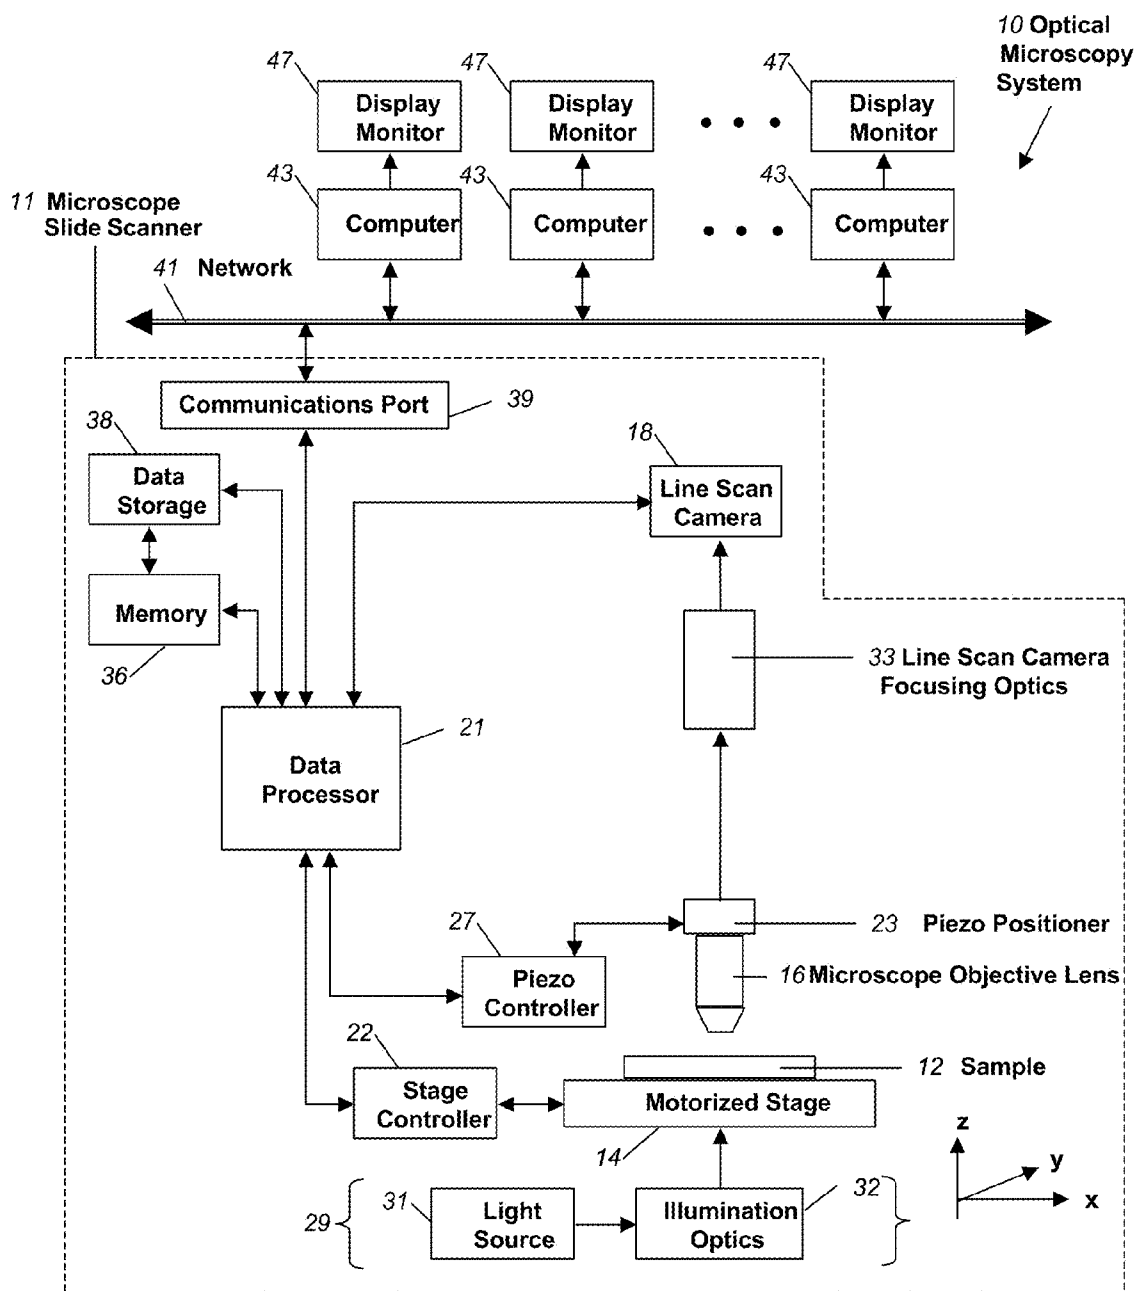 10 Optical
Microscopy
System
47
47
47
Display
Monitor
Display
Monitor
Display
Monitor
43
43
43
Computer
Computer
Computer
11 Microscope
Slide Scanner
41 Network
Communications Port
39
38
Data
Storage
18
Line Scan
Camera
Memory
36
33 Line Scan Camera
Focusing Optics
21
Data
Processor
23 Piezo Positioner
27
Piezo
Controller
16 Microscope Objective Lens
22
Stage
Controller
12 Sample
Motorized Stage
14
z
y
x
29
31
Light
Source
Illumination
Optics
32